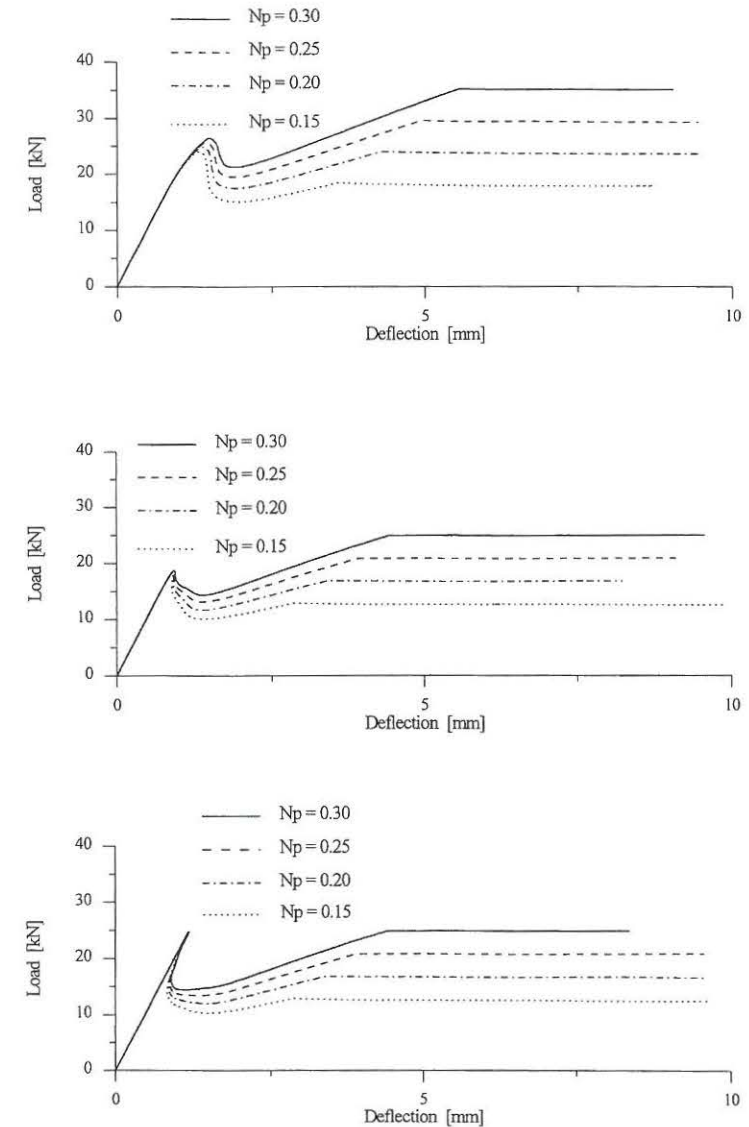 Np = 0.30
Np = 0.25
Np = 0.20
Np = 0.15
40
30
20
10
0
Load [kN]
0
5
10
Deflection [mm]
Np = 0.30
Np = 0.25
Np = 0.20
Np = 0.15
40
30
20
10
0
Load [kN]
0
5
10
Deflection [mm]
Np = 0.30
Np = 0.25
Np = 0.20
Np = 0.15
40
30
20
10
0
Load [kN]
0
5
10
Deflection [mm]